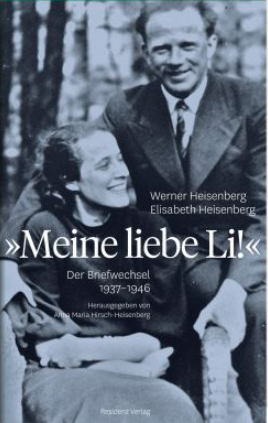 Werner Heisenberg
Elisabeth Heisenberg
»Meine liebe Li!«
Der Briefwechsel
1937–1946
Herausgegeben von
Anna Maria Hirsch-Heisenberg
Residenz Verlag